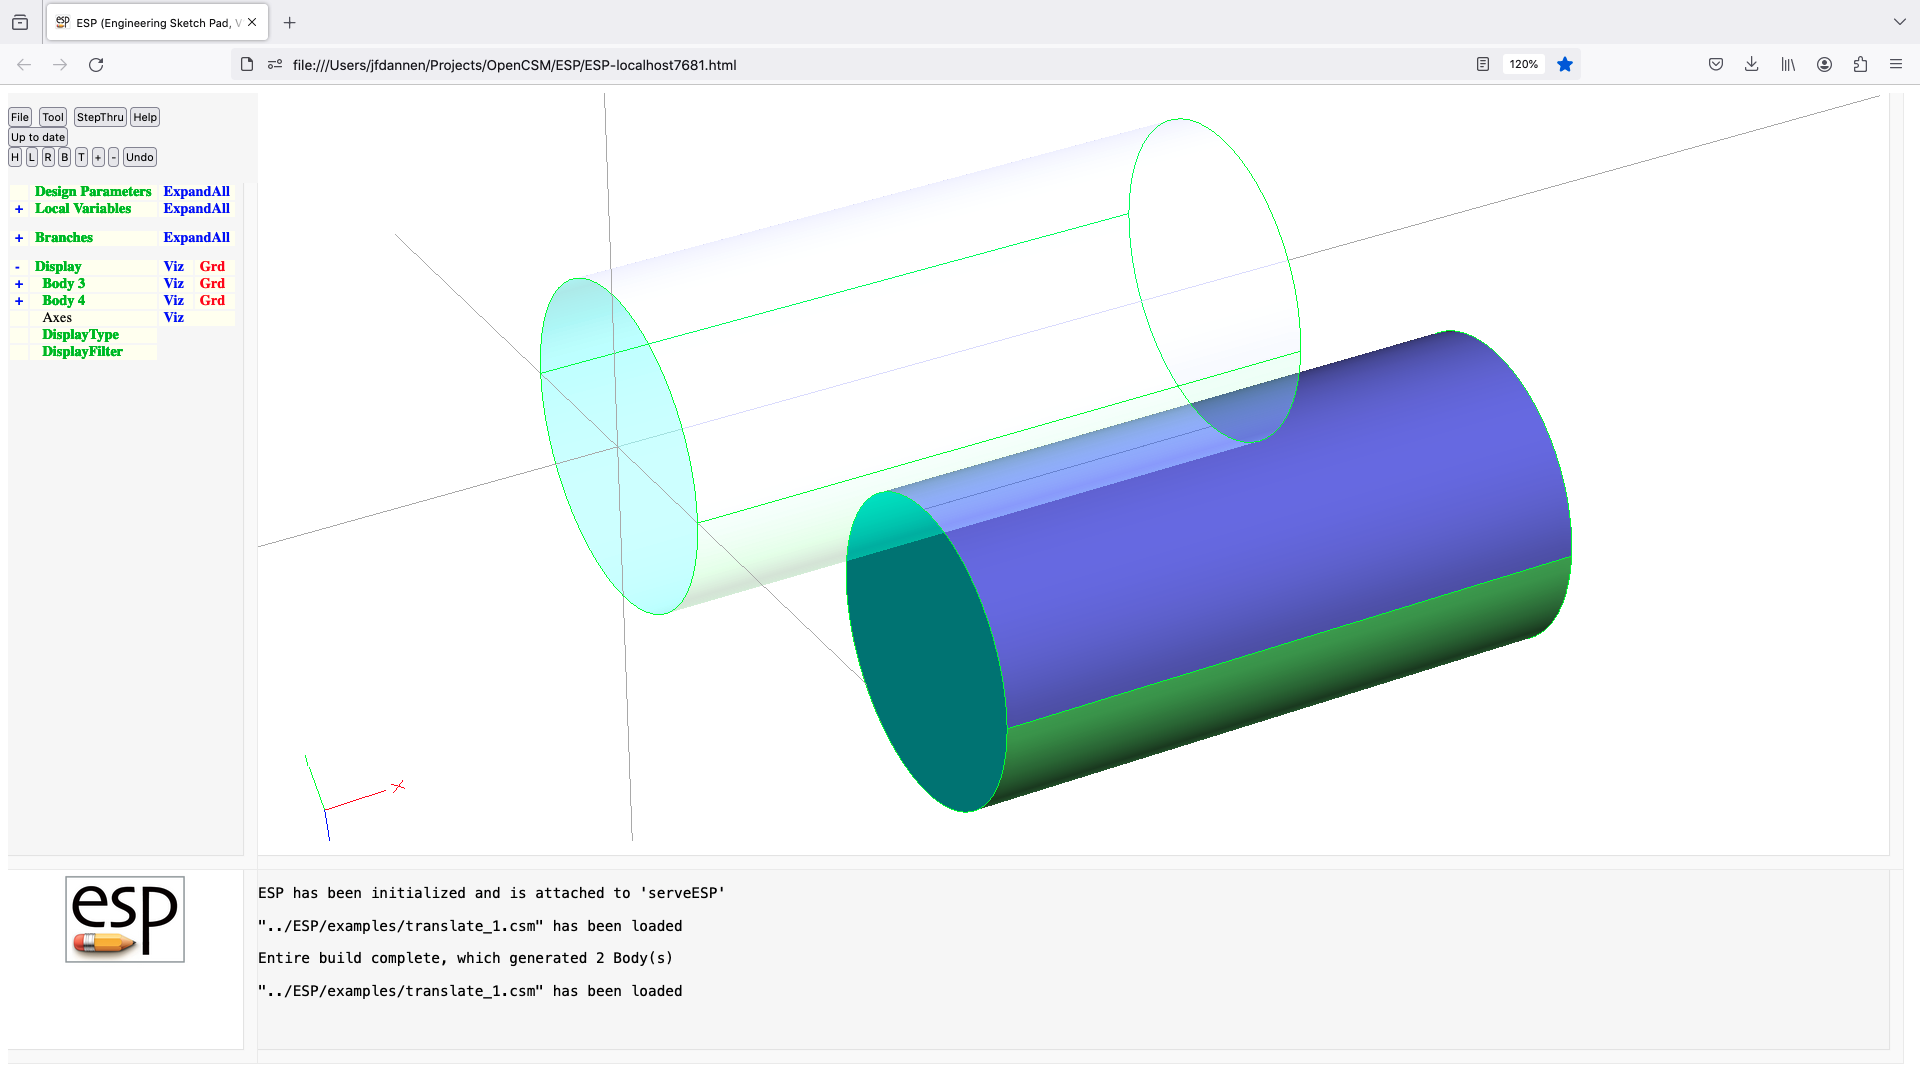 ESP (Engineering Sketch Pad, V
file:///Users/jfdannen/Projects/OpenCSM/ESP/ESP-localhost7681.html
120%
File Tool StepThru Help
Up to date
H L R B T + - Undo
Design Parameters ExpandAll
+ Local Variables ExpandAll
+ Branches ExpandAll
- Display Viz Grd
+ Body 3 Viz Grd
+ Body 4 Viz Grd
Axes Viz
DisplayType
DisplayFilter
X
esp
ESP has been initialized and is attached to 'serveESP'
"../ESP/examples/translate_1.csm" has been loaded
Entire build complete, which generated 2 Body(s)
"../ESP/examples/translate_1.csm" has been loaded